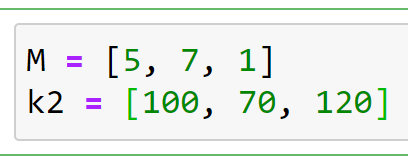 M = [5, 7, 1]
k2 = [100, 70, 120]